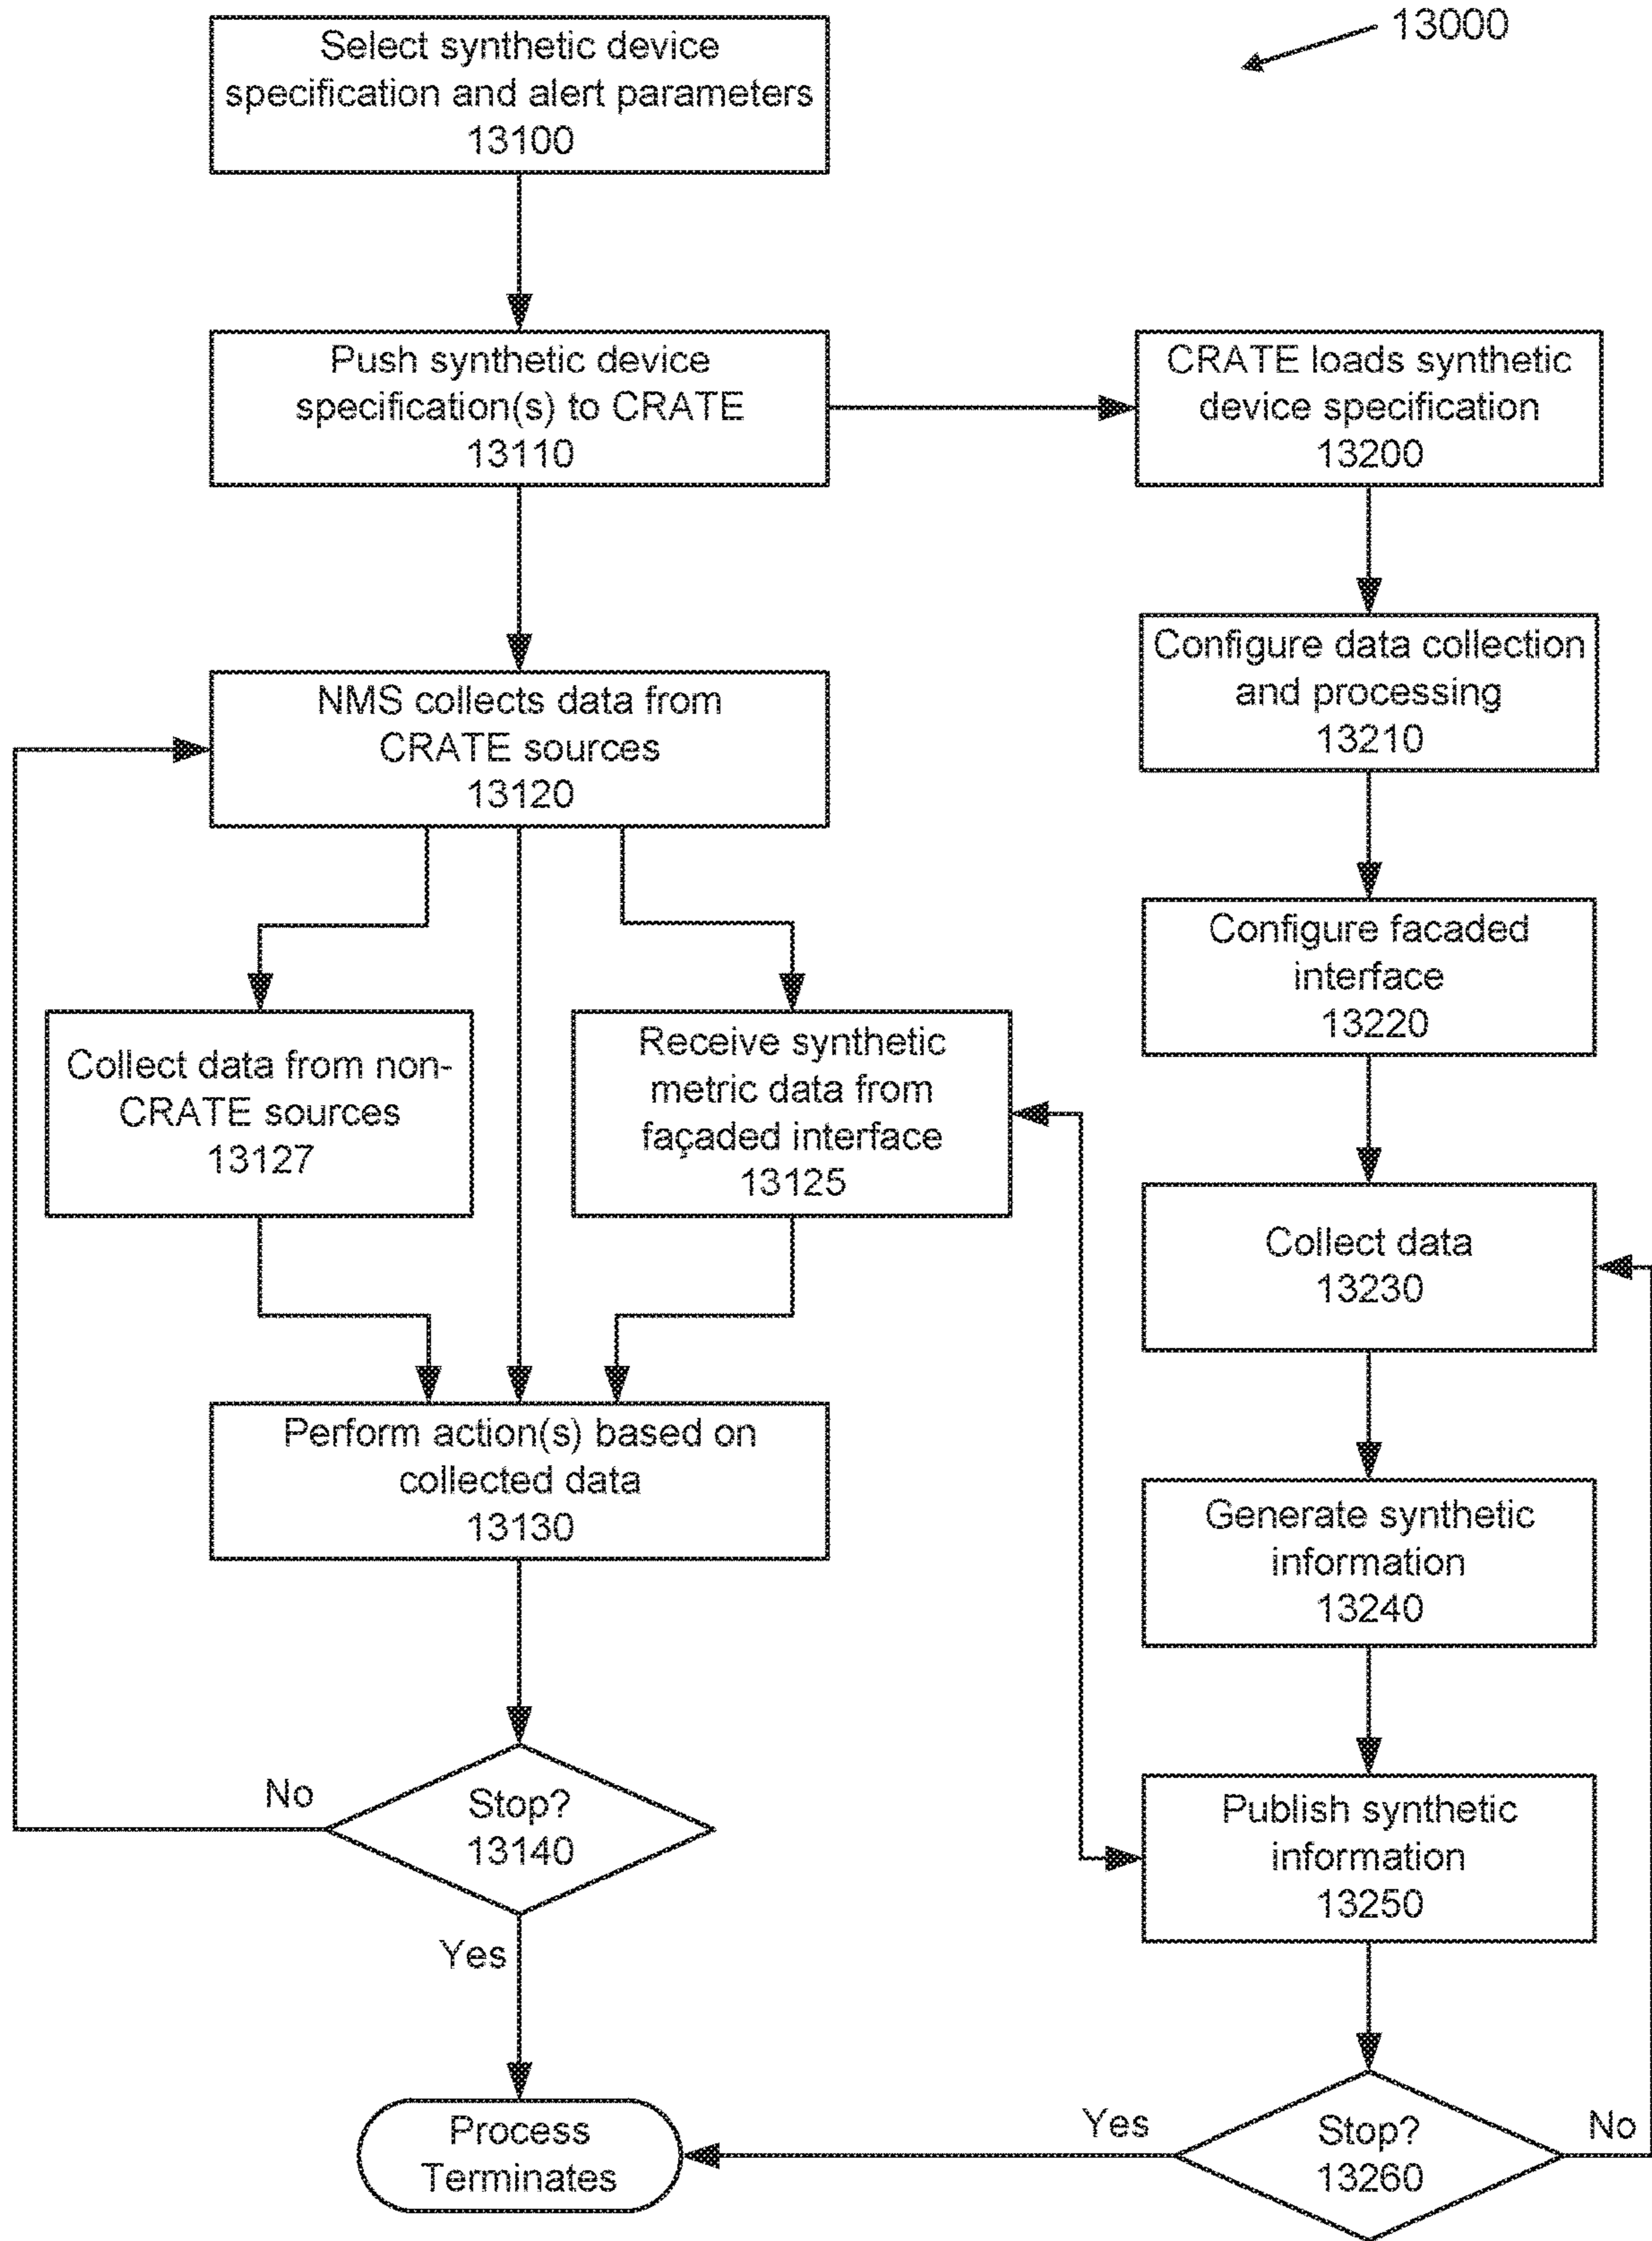 13000
Select synthetic device
specification and alert parameters
13100
Push synthetic device
specification(s) to CRATE
13110
CRATE loads synthetic
device specification
13200
Configure data collection
and processing
13210
NMS collects data from
CRATE sources
13120
Configure facaded
interface
13220
Collect data from non-
CRATE sources
13127
Receive synthetic
metric data from
façaded interface
13125
Collect data
13230
Perform action(s) based on
collected data
13130
Generate synthetic
information
13240
No
Stop?
13140
Yes
Publish synthetic
information
13250
Process
Terminates
Yes
Stop?
13260
No